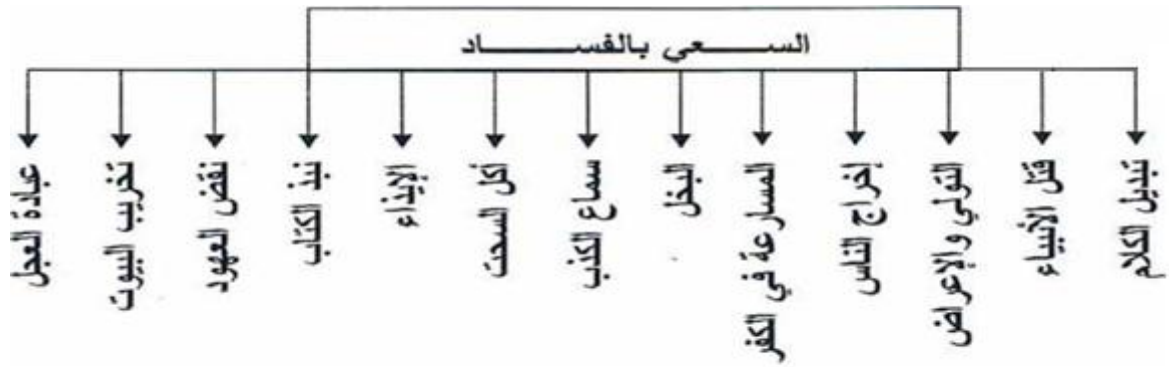 السعي بالفساد
تبديل الكلام
قتل الأنبياء
التولي والإعراض
إخراج الناس
المسارعة في الكفر
البخل
سماع الكذب
أكل السحت
الإيذاء
نبذ الكتاب
نقض العهود
تخريب البيوت
عبادة العجل